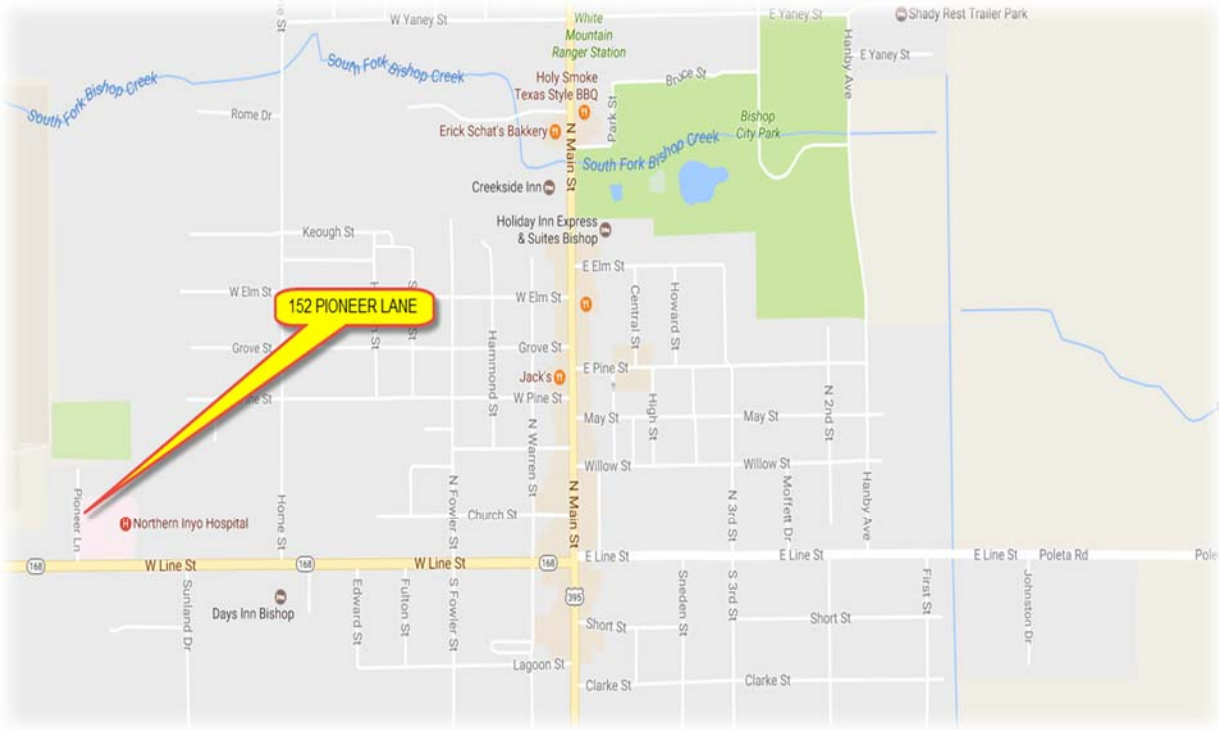 W Yaney St
White
Mountain
Ranger Station
E Yaney St
Shady Rest Trailer Park
Hanby Ave
E Yaney St
South Fork Bishop Creek
South Fork Bishop Creek
Holy Smoke
Texas Style BBQ
Bruce St
Rome Dr
Erick Schat's Bakkery
N Main St
Park St
Bishop
City Park
South Fork Bishop Creek
Creekside Inn
Keough St
Holiday Inn Express
& Suites Bishop
E Elm St
W Elm St
152 PIONEER LANE
W Elm St
Central St
Howard St
Grove St
Hammond St
Grove St
E Pine St
Jack's
W Pine St
May St
High St
May St
N 2nd St
N Warren St
Willow St
Willow St
Pioneer Ln
Northern Inyo Hospital
Home St
N Fowler St
Church St
N Main St
N 3rd St
Moffett Dr
Hanby Ave
168
W Line St
168
W Line St
168
E Line St
E Line St
E Line St
Poleta Rd
Sunland Dr
Days Inn Bishop
Edward St
Fulton St
S Fowler St
395
Short St
Sneden St
S 3rd St
Short St
First St
Johnston Dr
Lagoon St
Clarke St
Clarke St